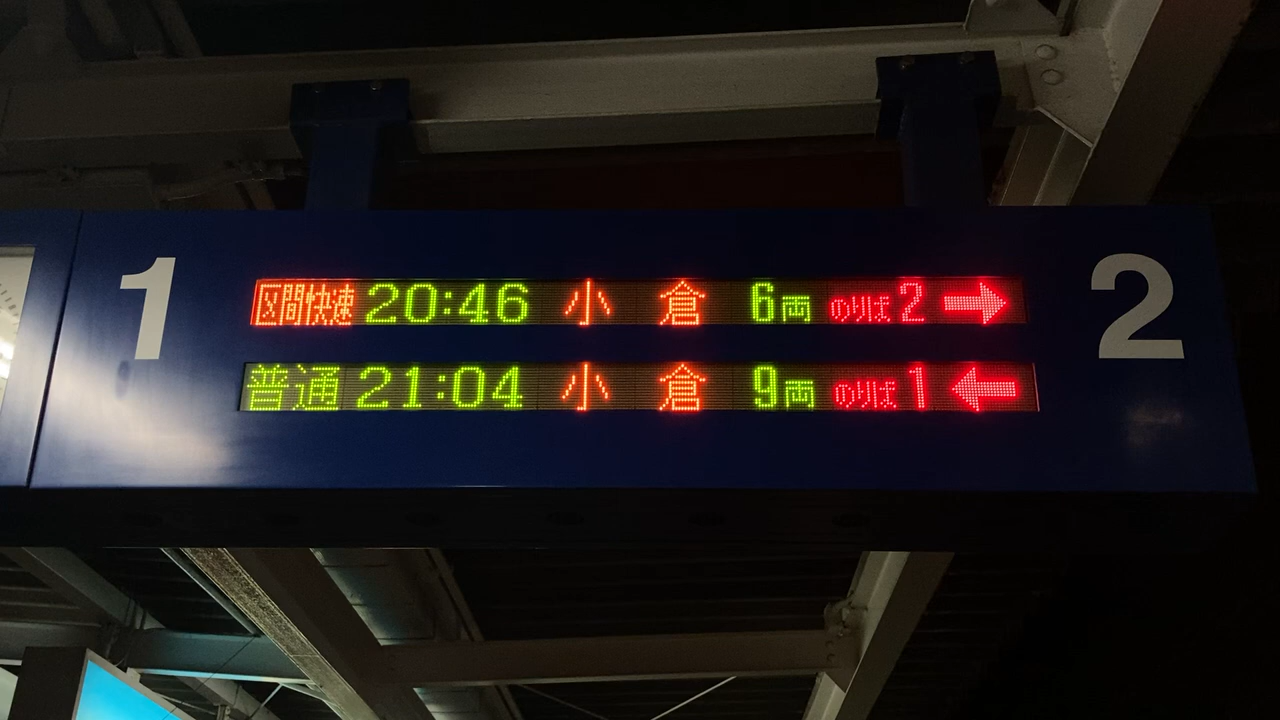 1
区間快速 20:46 小倉 6両 のりば 2 →
普通 21:04 小倉 9両 のりば 1 ←
2